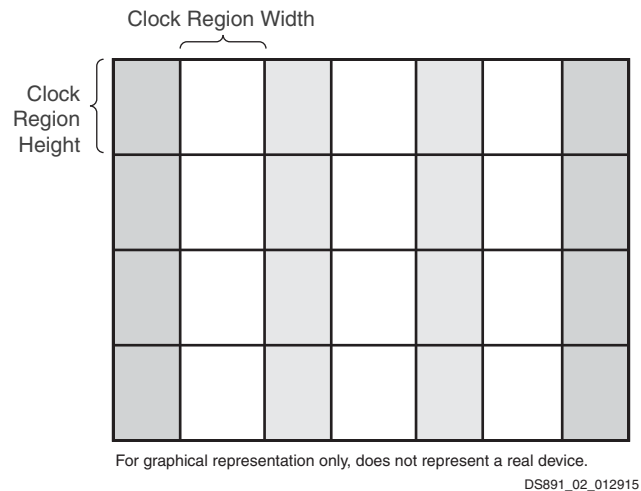 Clock Region Width
Clock
Region
Height
For graphical representation only, does not represent a real device.
DS891_02_012915